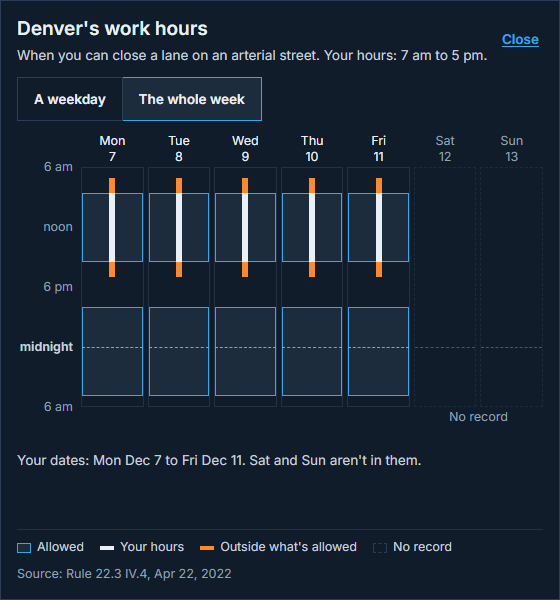 Denver's work hours
Close
When you can close a lane on an arterial street. Your hours: 7 am to 5 pm.
A weekday
The whole week
Mon Tue Wed Thu Fri Sat Sun
7 8 9 10 11 12 13
6 am
noon
6 pm
midnight
6 am
No record
Your dates: Mon Dec 7 to Fri Dec 11. Sat and Sun aren't in them.
Allowed Your hours Outside what's allowed No record
Source: Rule 22.3 IV.4, Apr 22, 2022